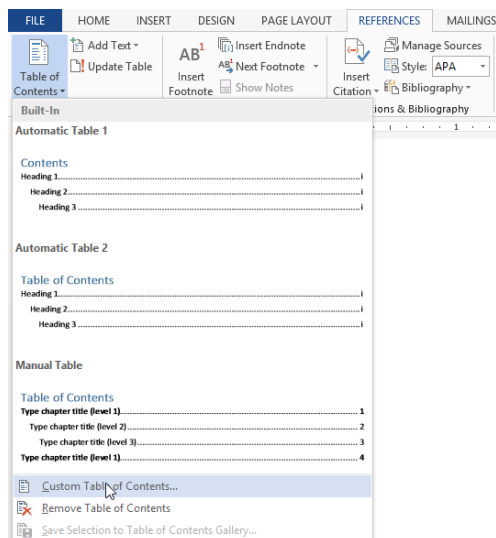 FILE HOME INSERT DESIGN PAGE LAYOUT REFERENCES MAILINGS
Add Text
Update Table
Table of
Contents
AB1
Insert
Footnote
Insert Endnote
AB1 Next Footnote
Show Notes
Insert
Citation
Manage Sources
Style: APA
Bibliography
ions & Bibliography
1
Built-In
Automatic Table 1
Contents
Heading 1...i
Heading 2...i
Heading 3...i
Automatic Table 2
Table of Contents
Heading 1...i
Heading 2...i
Heading 3...i
Manual Table
Table of Contents
Type chapter title (level 1)...1
Type chapter title (level 2)...2
Type chapter title (level 3)...3
Type chapter title (level 1)...4
Custom Table of Contents...
Remove Table of Contents
Save Selection to Table of Contents Gallery...